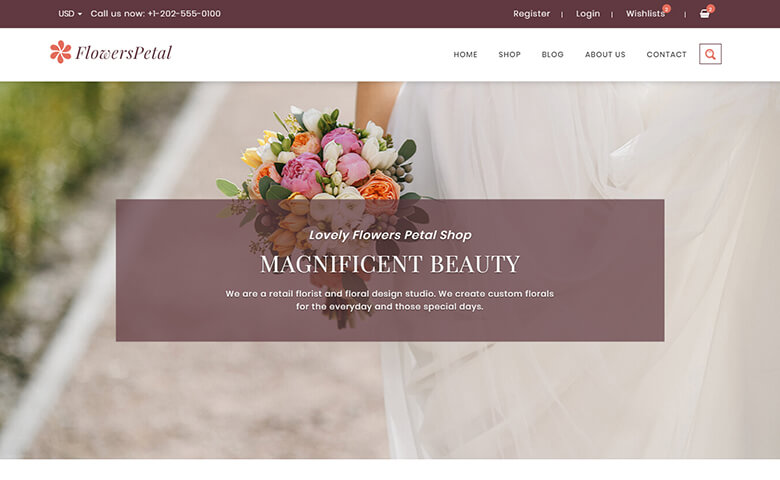 USD Call us now: +1-202-555-0100 Register | Login | Wishlists 2 | 2
FlowersPetal HOME SHOP BLOG ABOUT US CONTACT
Lovely Flowers Petal Shop
MAGNIFICENT BEAUTY
We are a retail florist and floral design studio. We create custom florals
for the everyday and those special days.